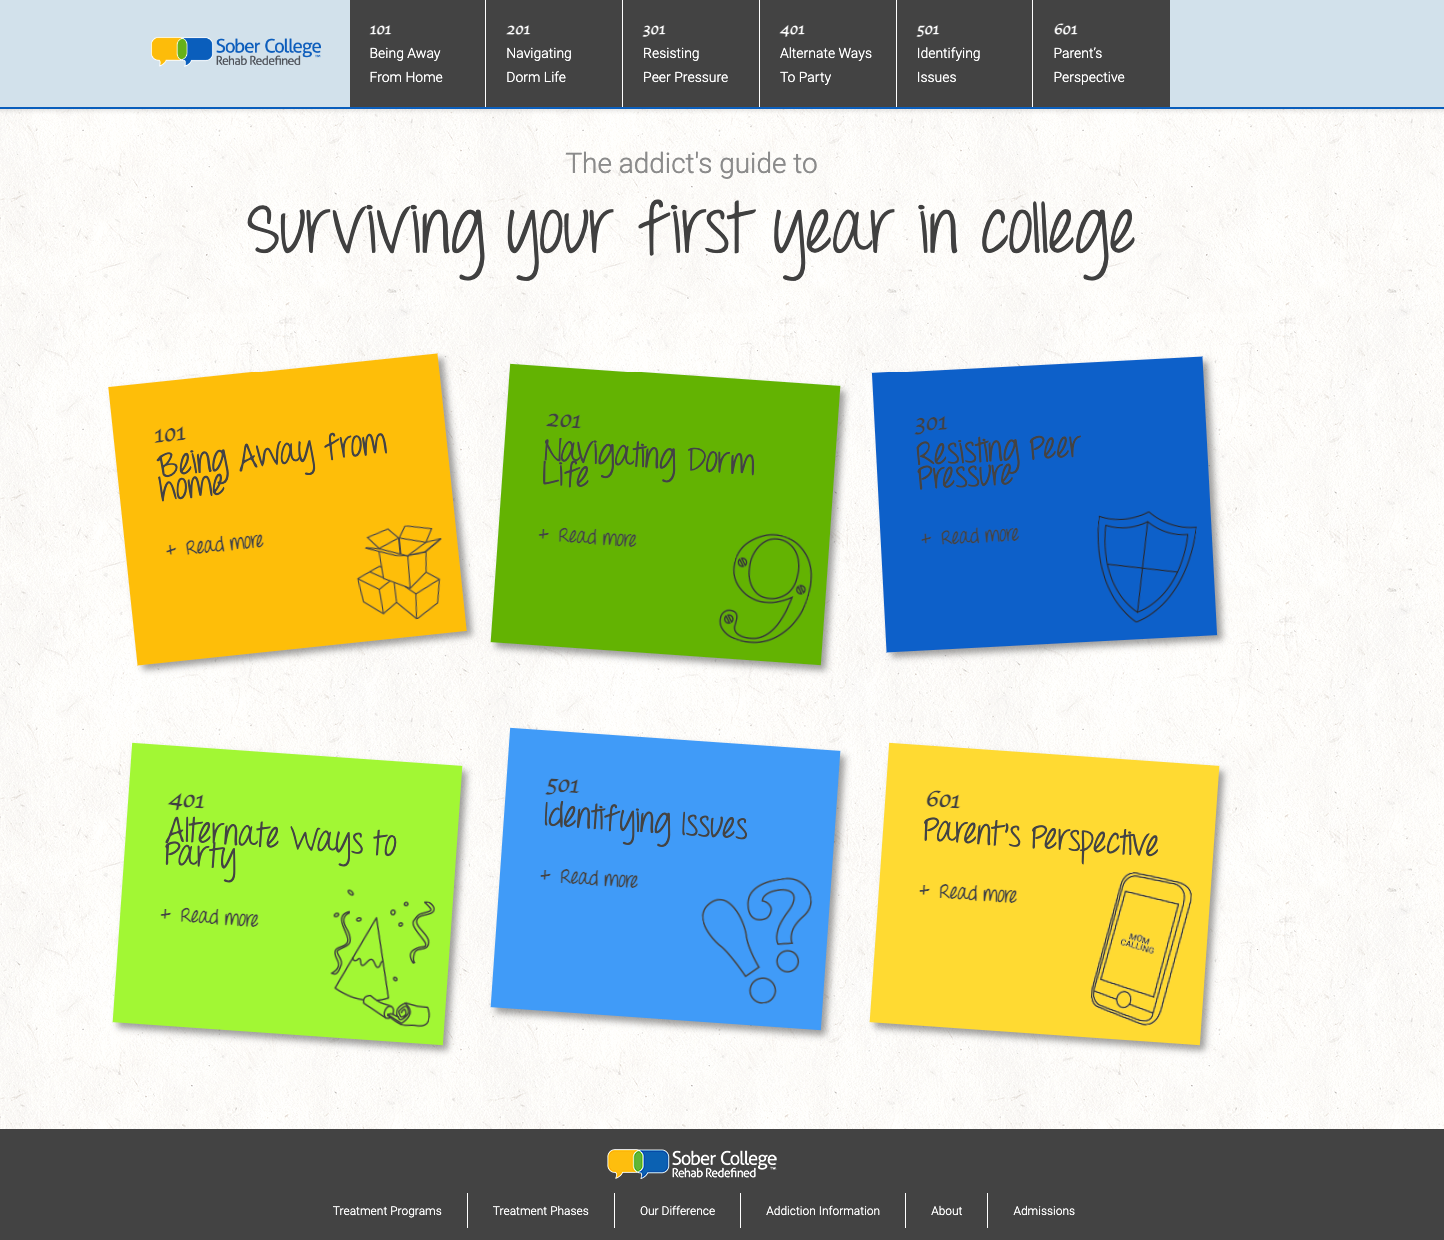 Sober College
Rehab Redefined
101
Being Away
From Home
201
Navigating
Dorm Life
301
Resisting
Peer Pressure
401
Alternate Ways
To Party
501
Identifying
Issues
601
Parent's
Perspective
The addict's guide to
Surviving your first year in college
101
Being Away from
home
+ Read more
201
Navigating Dorm
Life
+ Read more
9
301
Resisting Peer
Pressure
+ Read more
401
Alternate Ways to
Party
+ Read more
501
Identifying Issues
+ Read more
!?
601
Parent's Perspective
+ Read more
MOM
CALLING
Sober College
Rehab Redefined
Treatment Programs
Treatment Phases
Our Difference
Addiction Information
About
Admissions